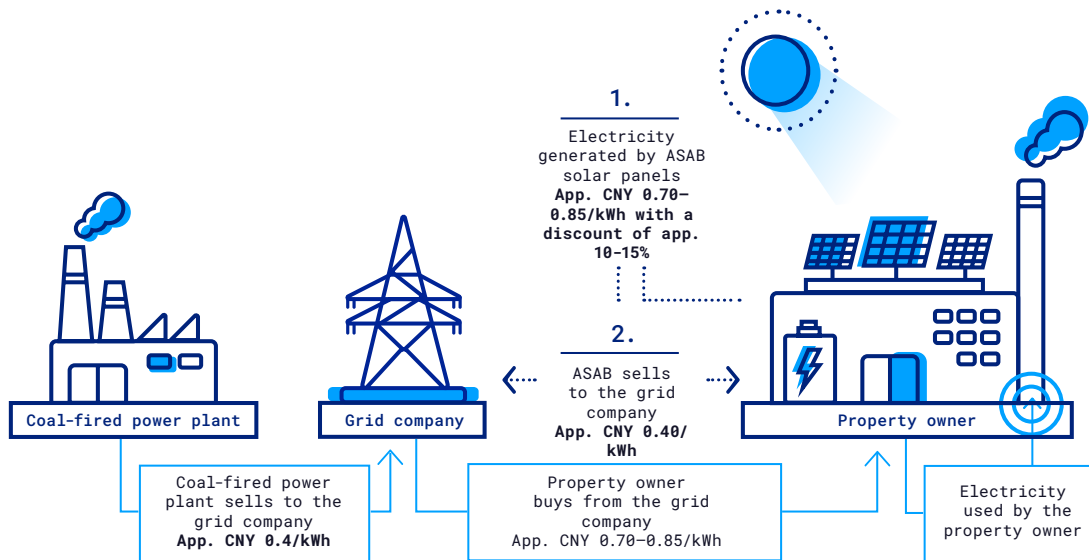 1.
Electricity
generated by ASAB
solar panels
App. CNY 0.70–
0.85/kWh with a
discount of app.
10-15%
2.
ASAB sells
to the grid
company
App. CNY 0.40/
kWh
Coal-fired power plant
Grid company
Property owner
Coal-fired power
plant sells to the
grid company
App. CNY 0.4/kWh
Property owner
buys from the grid
company
App. CNY 0.70–0.85/kWh
Electricity
used by the
property owner